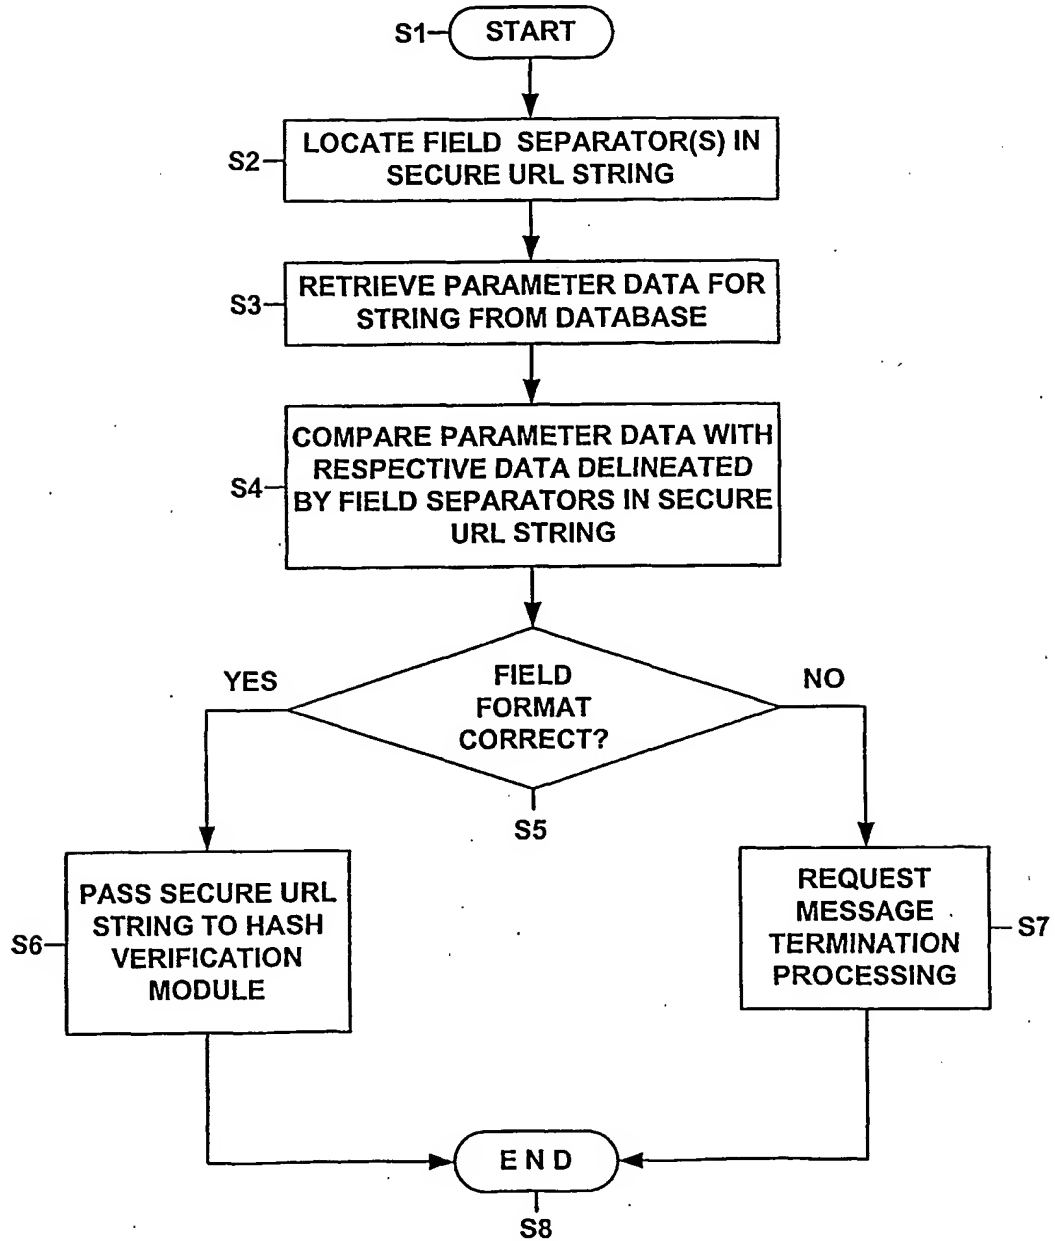 S1
START
S2
LOCATE FIELD SEPARATOR(S) IN
SECURE URL STRING
S3
RETRIEVE PARAMETER DATA FOR
STRING FROM DATABASE
S4
COMPARE PARAMETER DATA WITH
RESPECTIVE DATA DELINEATED
BY FIELD SEPARATORS IN SECURE
URL STRING
YES
FIELD
FORMAT
CORRECT?
NO
S5
S6
PASS SECURE URL
STRING TO HASH
VERIFICATION
MODULE
REQUEST
MESSAGE
TERMINATION
PROCESSING
S7
END
S8